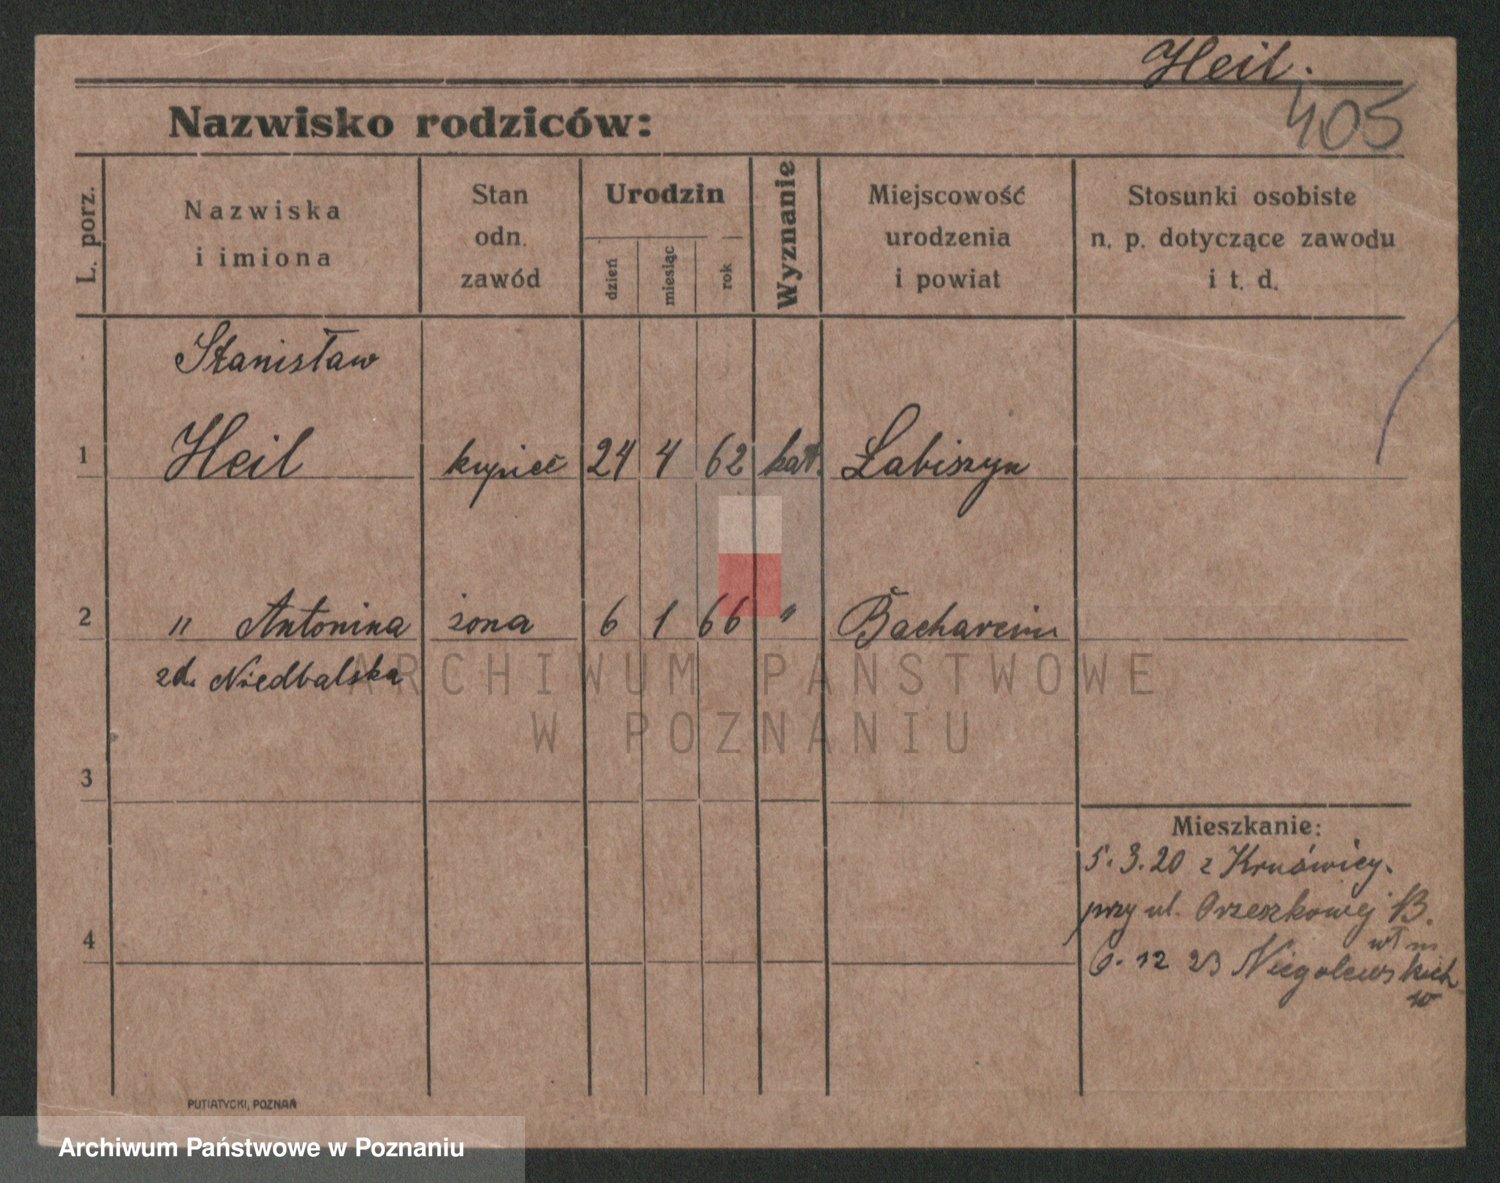 Heil.
405
Nazwisko rodziców:
L. porz.
Nazwiska
i imiona
Stan
odn.
zawód
Urodzin
dzień
miesiąc
rok
Wyznanie
Miejscowość
urodzenia
i powiat
Stosunki osobiste
n. p. dotyczące zawodu
i t. d.
Stanisław
1 Heil kupiec 24 4 62 kat. Łabiszyn
2 " Antonina żona 6 1 66 "
zd. Niedbalska
ARCHIWUM PAŃSTWOWE
W POZNANIU
3
Mieszkanie:
5.3.20 z
przy ul. Orzeszkowej 13.
4
6. 12 23 Niegolewskich
PUTIATYCKI, POZNAŃ
Archiwum Państwowe w Poznaniu